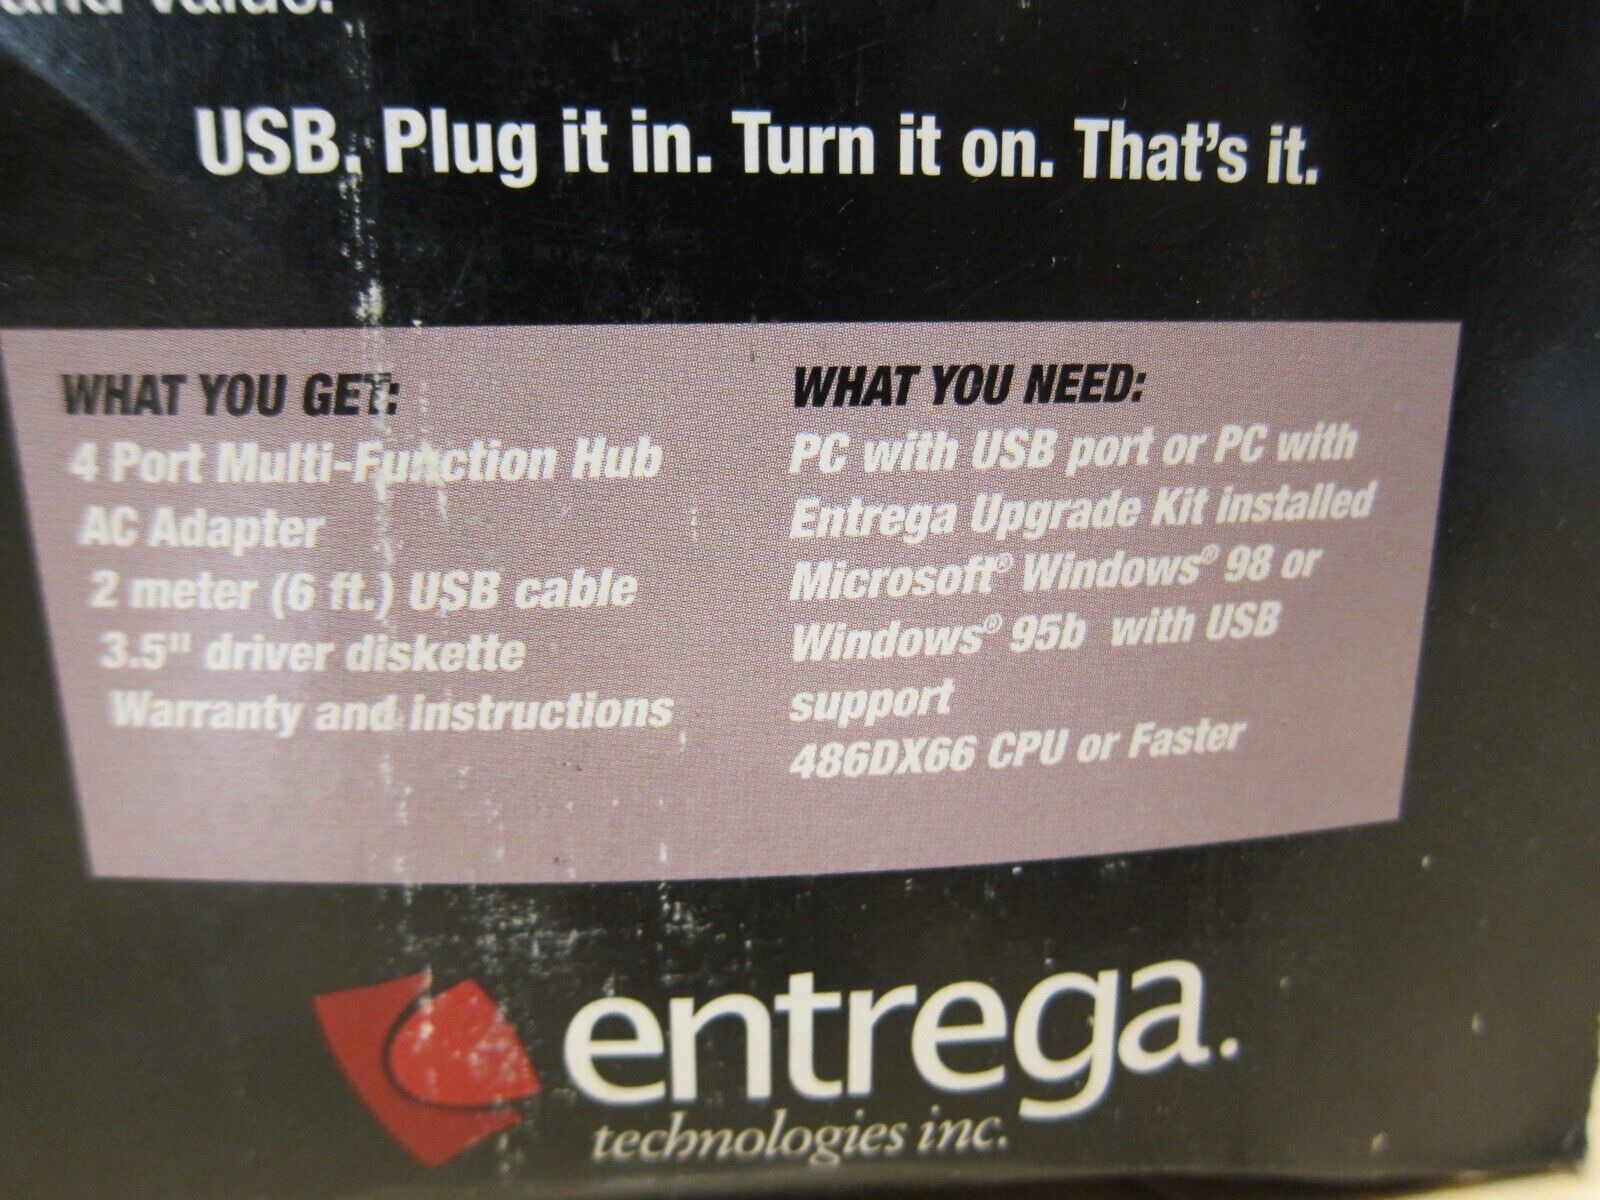 and value.
USB. Plug it in. Turn it on. That's it.
WHAT YOU GET:
4 Port Multi-Function Hub
AC Adapter
2 meter (6 ft.) USB cable
3.5" driver diskette
Warranty and instructions
WHAT YOU NEED:
PC with USB port or PC with
Entrega Upgrade Kit installed
Microsoft® Windows® 98 or
Windows® 95b with USB
support
486DX66 CPU or Faster
entrega.
technologies inc.